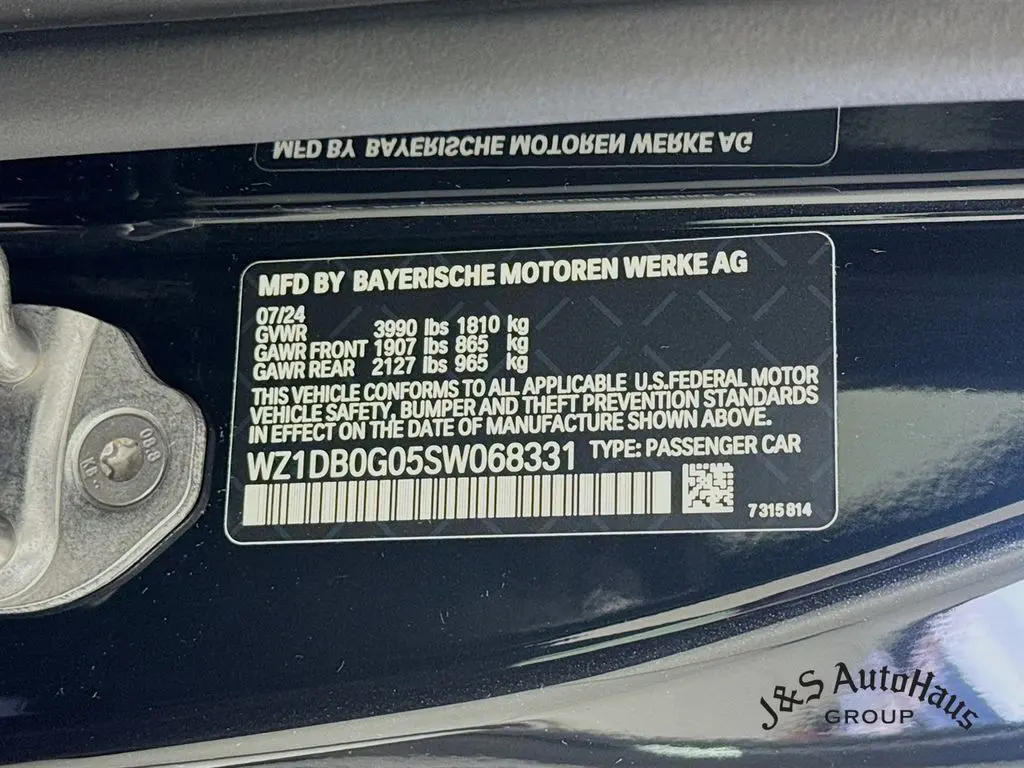 MFD BY BAYERISCHE MOTOREN WERKE AG
MFD BY BAYERISCHE MOTOREN WERKE AG
07/24
GVWR 3990 lbs 1810 kg
GAWR FRONT 1907 lbs 865 kg
GAWR REAR 2127 lbs 965 kg
THIS VEHICLE CONFORMS TO ALL APPLICABLE U.S.FEDERAL MOTOR
VEHICLE SAFETY, BUMPER AND THEFT PREVENTION STANDARDS
IN EFFECT ON THE DATE OF MANUFACTURE SHOWN ABOVE.
WZ1DB0G05SW068331 TYPE: PASSENGER CAR
7315814
08.8
J&S AutoHaus
GROUP